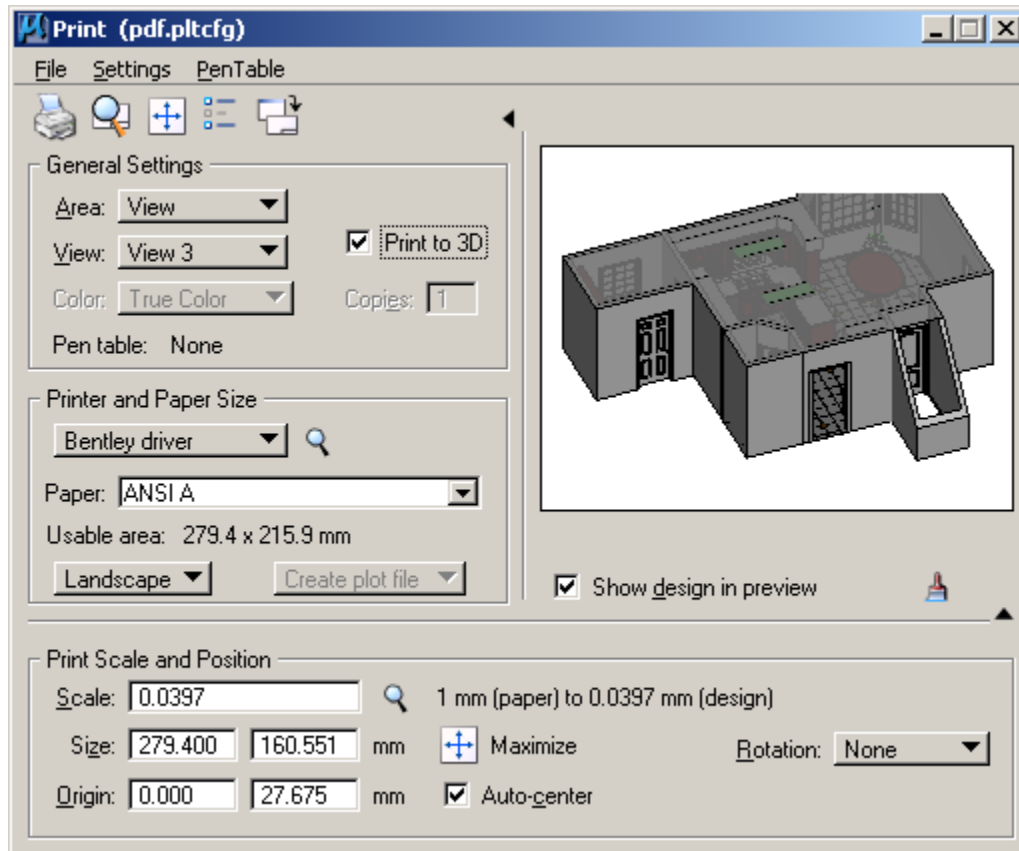 Print (pdf.pltcfg)
File Settings PenTable
General Settings
Area: View
View: View 3
Print to 3D
Color: True Color
Copies: 1
Pen table: None
Printer and Paper Size
Bentley driver
Paper: ANSI A
Usable area: 279.4 x 215.9 mm
Landscape
Create plot file
Show design in preview
Print Scale and Position
Scale: 0.0397
1 mm (paper) to 0.0397 mm (design)
Size: 279.400 160.551 mm
Maximize
Rotation: None
Origin: 0.000 27.675 mm
Auto-center